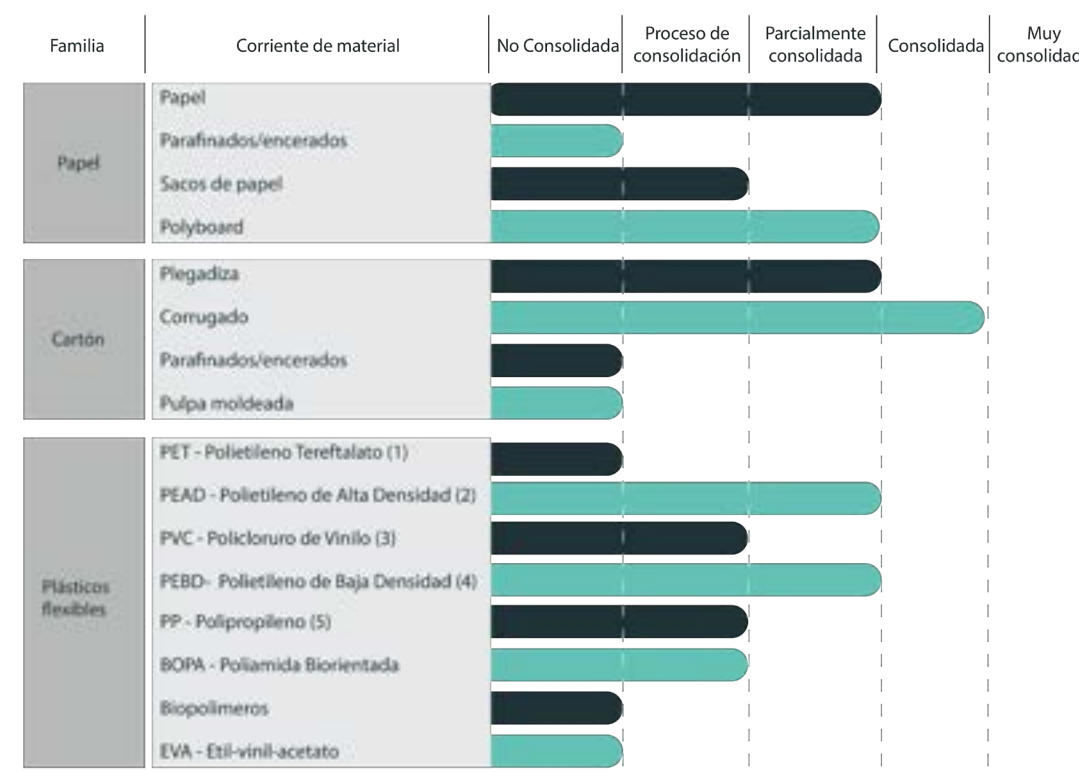 Familia
Corriente de material
No Consolidada
Proceso de
consolidación
Parcialmente
consolidada
Consolidada
Muy
consolidad
Papel
Papel
Parafinados/encerados
Sacos de papel
Polyboard
Cartón
Plegadiza
Corrugado
Parafinados/encerados
Pulpa moldeada
Plásticos
flexibles
PET - Polietileno Tereftalato (1)
PEAD - Polietileno de Alta Densidad (2)
PVC - Policloruro de Vinilo (3)
PEBD- Polietileno de Baja Densidad (4)
PP - Polipropileno (5)
BOPA - Poliamida Biorientada
Biopolimeros
EVA - Etil-vinil-acetato